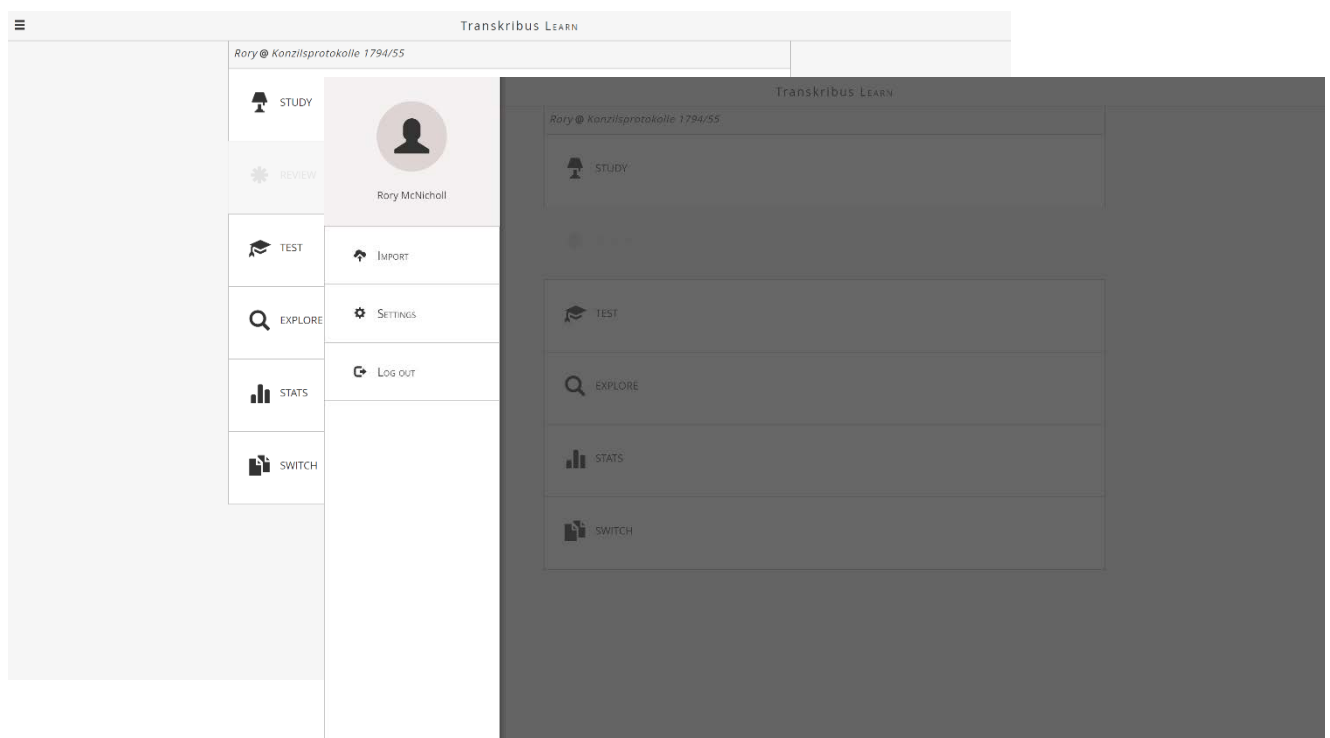 Transkribus Learn
Rory @ Konzilsprotokolle 1794/55
STUDY
REVIEW
TEST
EXPLORE
STATS
SWITCH
Rory McNicholl
Import
Settings
Log out
Transkribus Learn
Rory @ Konzilsprotokolle 1794/55
STUDY
TEST
EXPLORE
STATS
SWITCH